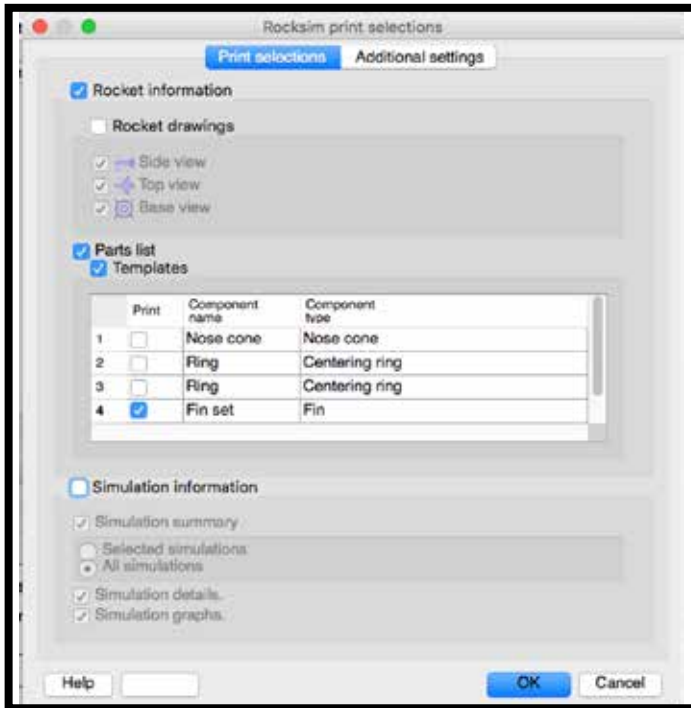 Rocksim print selections
Print selections Additional settings
Rocket information
Rocket drawings
Side view
Top view
Base view
Parts list
Templates
Print Component name Component type
1 Nose cone Nose cone
2 Ring Centering ring
3 Ring Centering ring
4 Fin set Fin
Simulation information
Simulation summary
Selected simulations
All simulations
Simulation details.
Simulation graphs.
Help OK Cancel